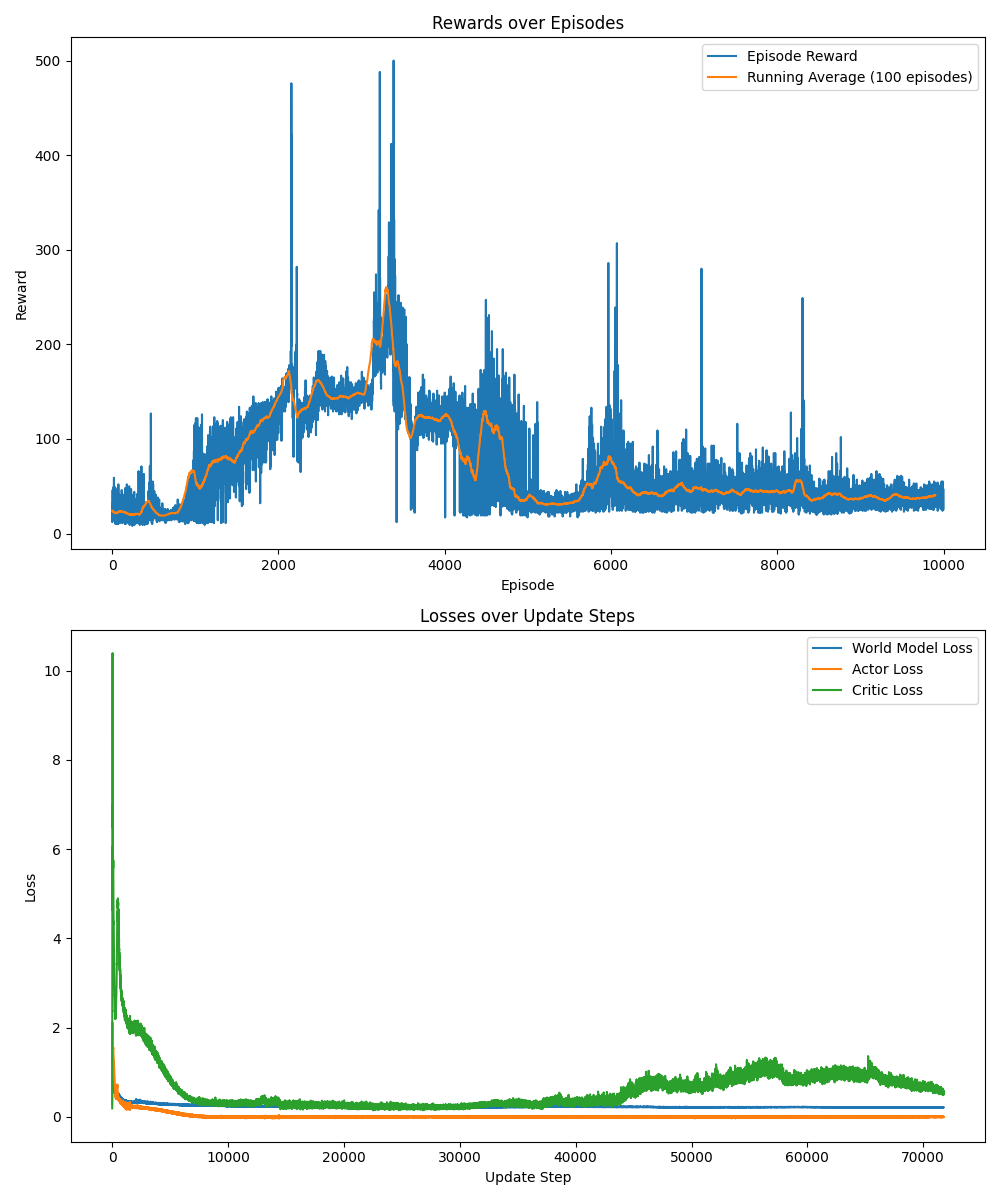 Rewards over Episodes
Episode Reward
Running Average (100 episodes)
500
400
300
200
100
0
Reward
0 2000 4000 6000 8000 10000
Episode
Losses over Update Steps
World Model Loss
Actor Loss
Critic Loss
10
8
6
4
2
0
Loss
0 10000 20000 30000 40000 50000 60000 70000
Update Step